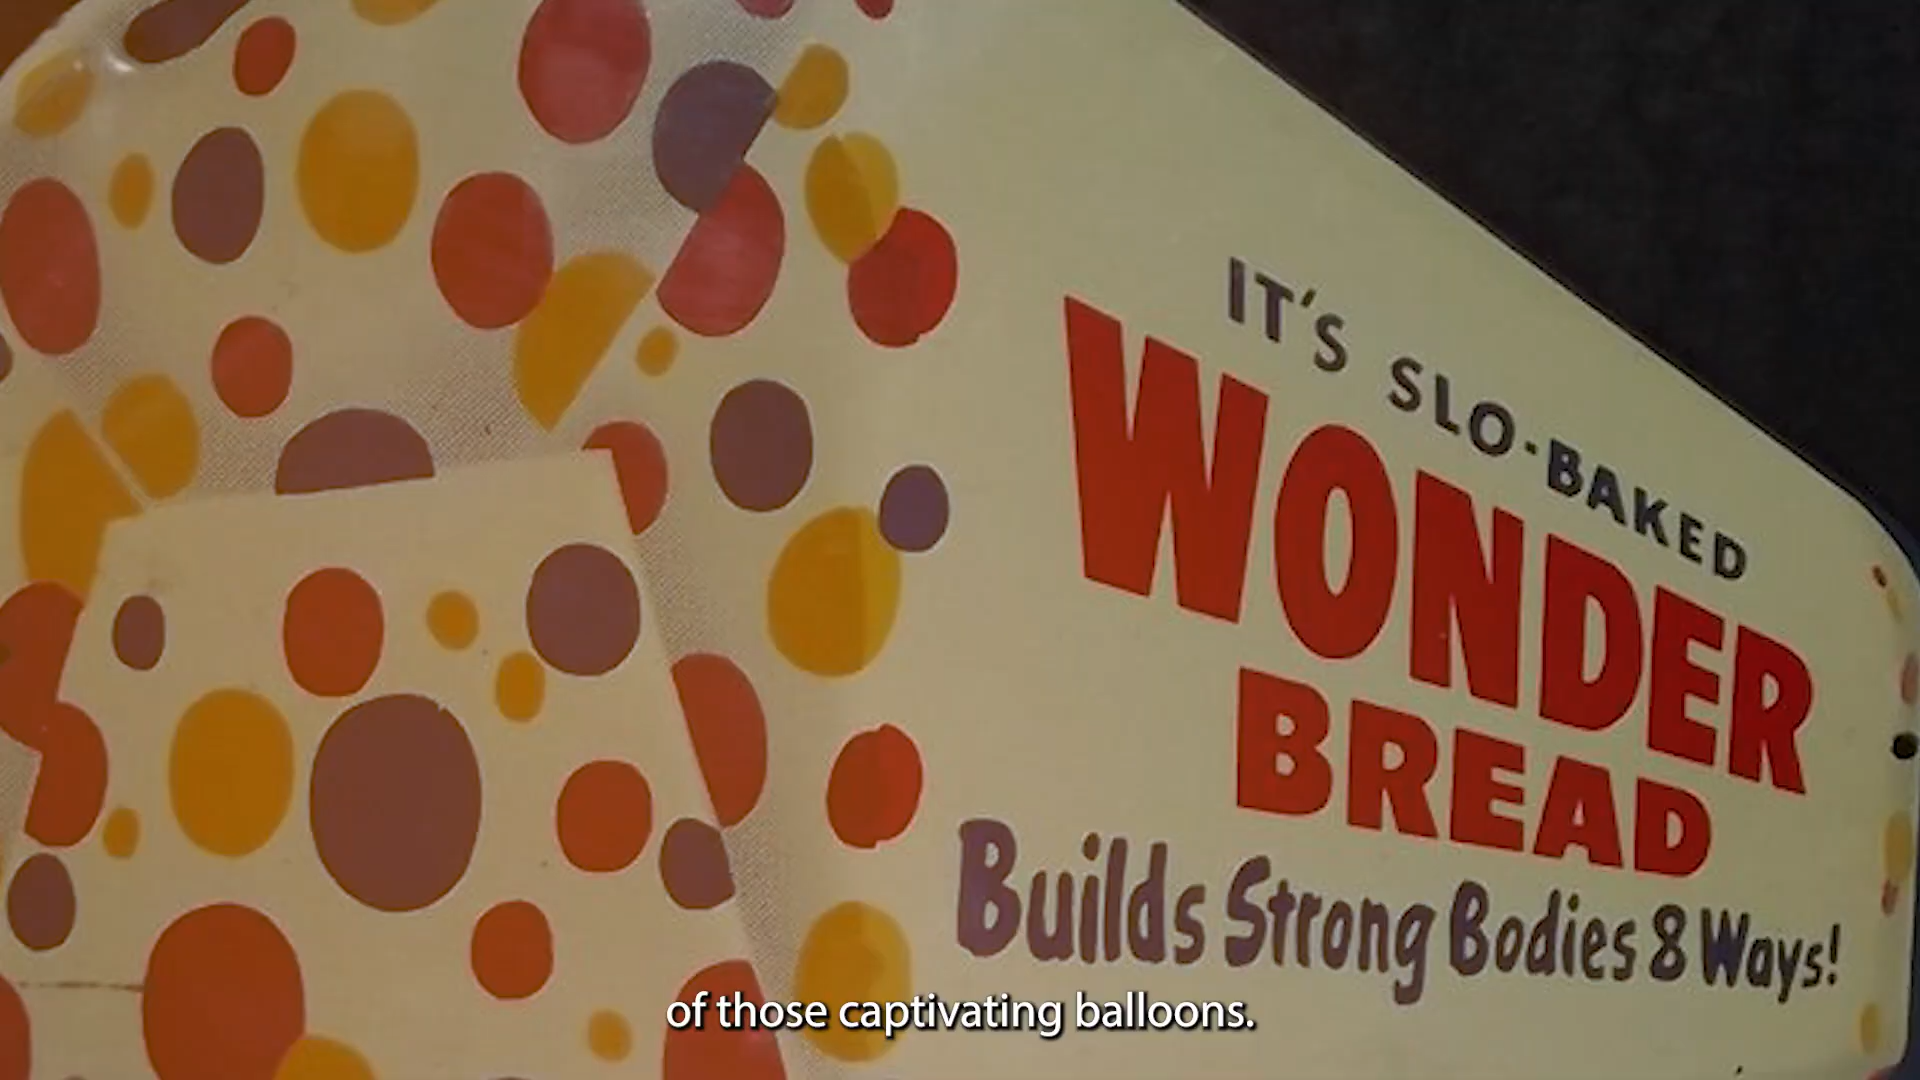 IT'S SLO-BAKED
WONDER
BREAD
Builds Strong Bodies 8 Ways!
of those captivating balloons.